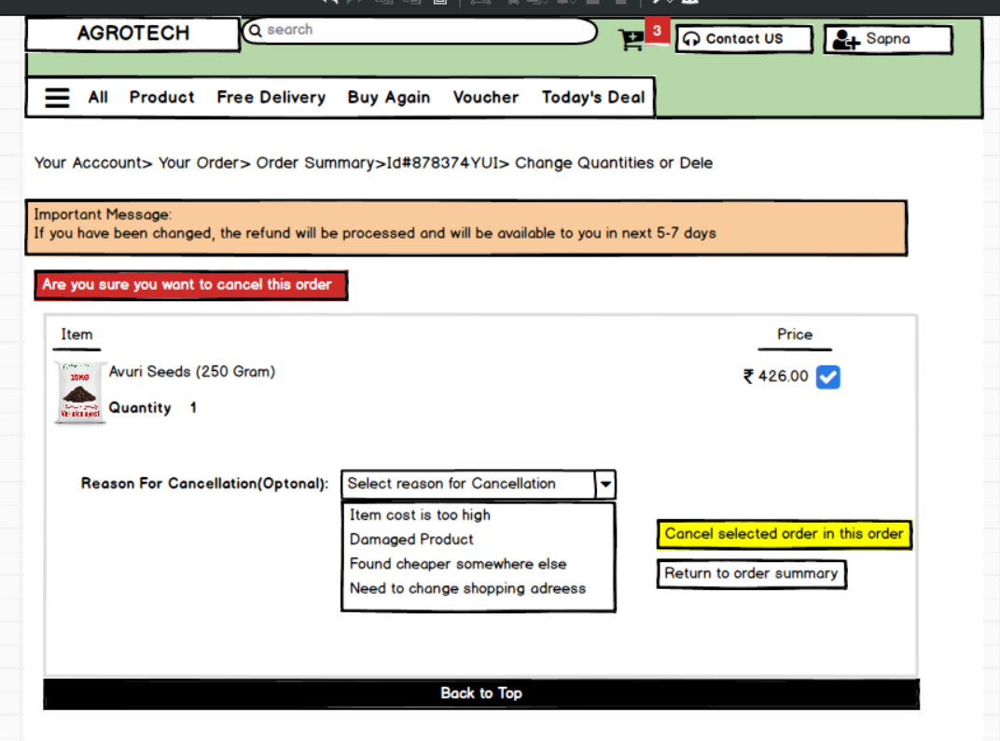 AGROTECH
search
3
Contact US
Sapna
All Product Free Delivery Buy Again Voucher Today's Deal
Your Acccount> Your Order> Order Summary>Id#878374YUI> Change Quantities or Dele
Important Message:
If you have been changed, the refund will be processed and will be available to you in next 5-7 days
Are you sure you want to cancel this order
Item Price
Avuri Seeds (250 Gram)
₹ 426.00
10KG
Quantity 1
Reason For Cancellation(Optonal):
Select reason for Cancellation
Item cost is too high
Damaged Product
Found cheaper somewhere else
Need to change shopping adreess
Cancel selected order in this order
Return to order summary
Back to Top